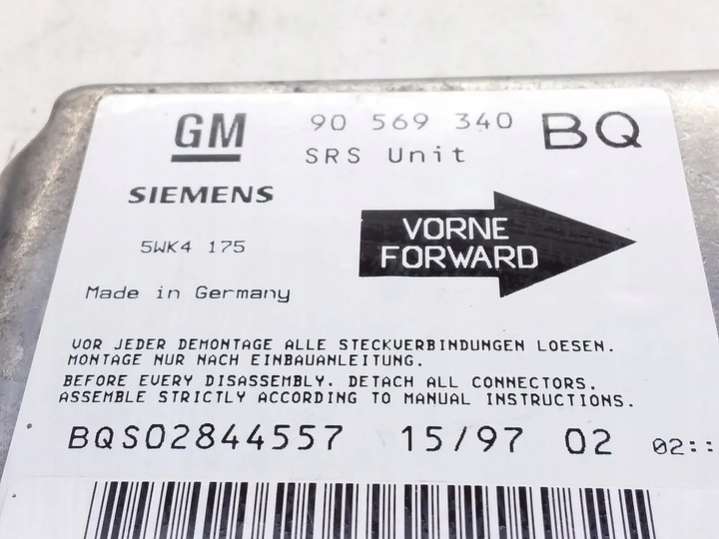 GM 90 569 340 BQ
SRS Unit
SIEMENS
VORNE
FORWARD
5WK4 175
Made in Germany
VOR JEDER DEMONTAGE ALLE STECKVERBINDUNGEN LOESEN.
MONTAGE NUR NACH EINBAUANLEITUNG.
BEFORE EVERY DISASSEMBLY. DETACH ALL CONNECTORS.
ASSEMBLE STRICTLY ACCORDING TO MANUAL INSTRUCTIONS.
BQS02844557 15/97 02 02::